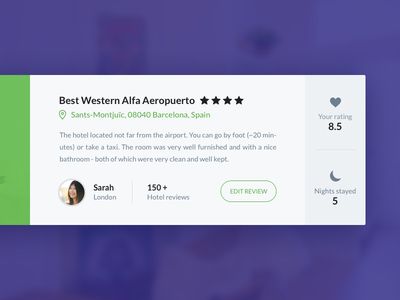 Best Western Alfa Aeropuerto
Sants-Montjuïc, 08040 Barcelona, Spain
The hotel located not far from the airport. You can go by foot (~20 min-
utes) or take a taxi. The room was very well furnished and with a nice
bathroom - both of which were very clean and well kept.
Sarah
London
150 +
Hotel reviews
EDIT REVIEW
Your rating
8.5
Nights stayed
5